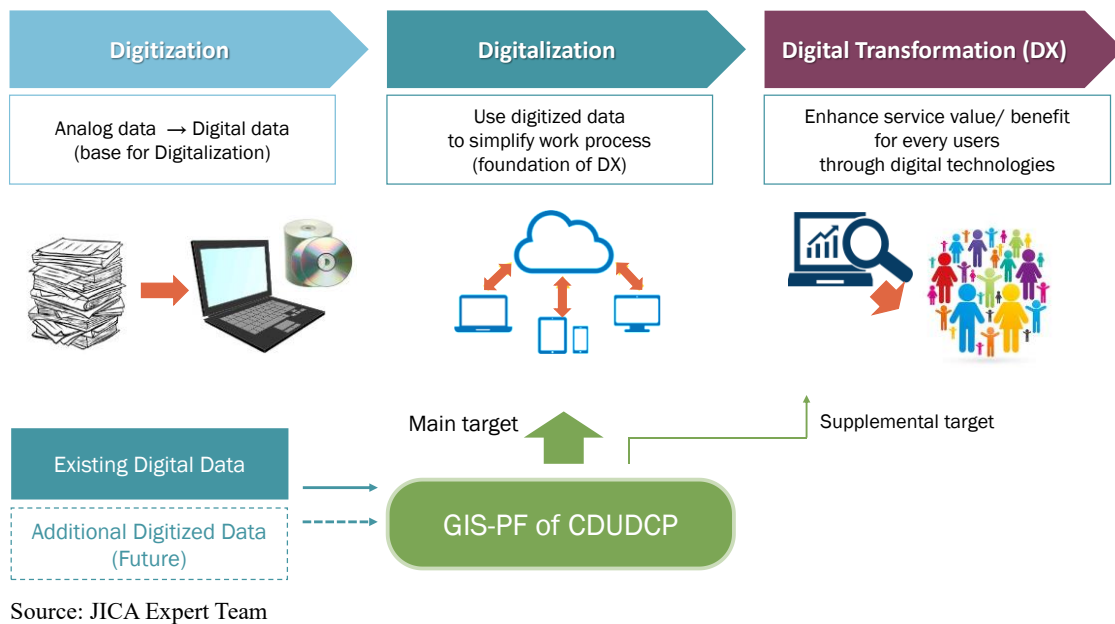 Digitization
Digitalization
Digital Transformation (DX)
Analog data → Digital data
(base for Digitalization)
Use digitized data
to simplify work process
(foundation of DX)
Enhance service value/ benefit
for every users
through digital technologies
Main target
Supplemental target
Existing Digital Data
Additional Digitized Data
(Future)
GIS-PF of CDUDCP
Source: JICA Expert Team